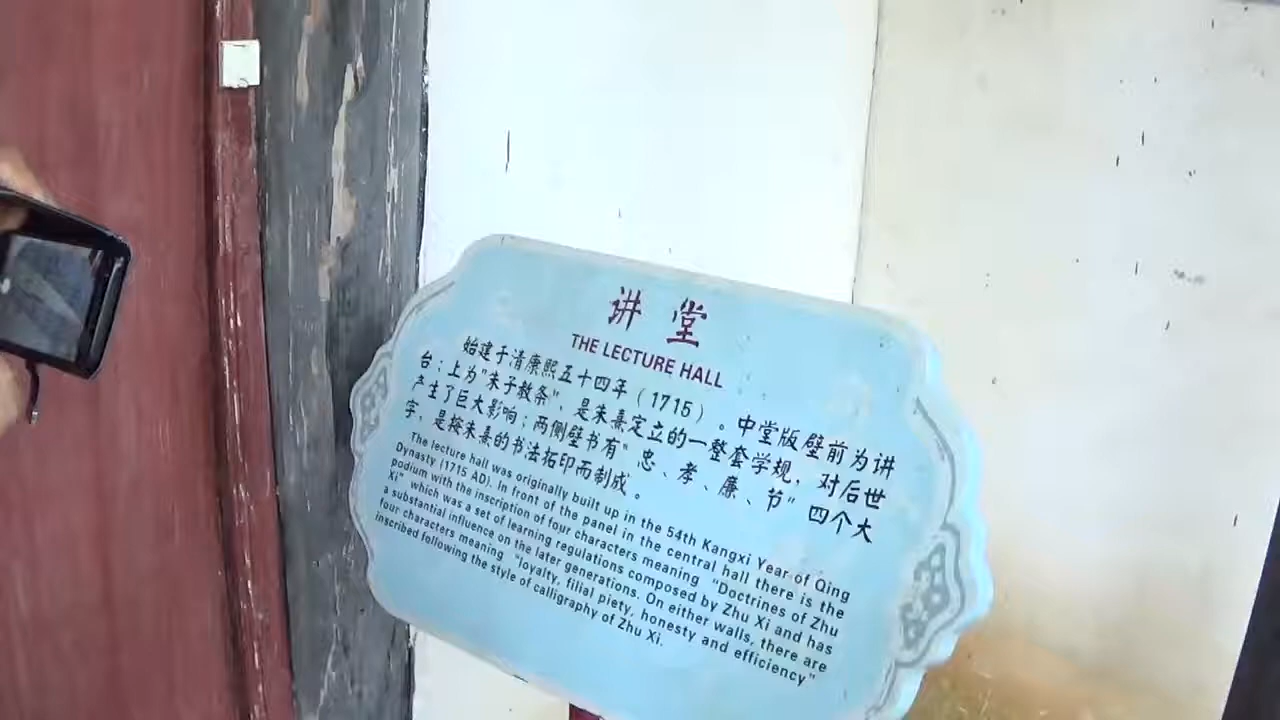 讲堂
THE LECTURE HALL
始建于清康熙五十四年（1715）。中堂版壁前为讲
台；上为"朱子教条"，是朱熹定立的一整套学规，对后世
产生了巨大影响；两侧壁书有"忠、孝、廉、节"四个大
字，是按朱熹的书法拓印而制成。
The lecture hall was originally built up in the 54th Kangxi Year of Qing
Dynasty (1715 AD). In front of the panel in the central hall there is the
podium with the inscription of four characters meaning "Doctrines of Zhu
Xi" which was a set of learning regulations composed by Zhu Xi and has
a substantial influence on the later generations. On either walls, there are
four characters meaning "loyalty, filial piety, honesty and efficiency"
inscribed following the style of calligraphy of Zhu Xi.